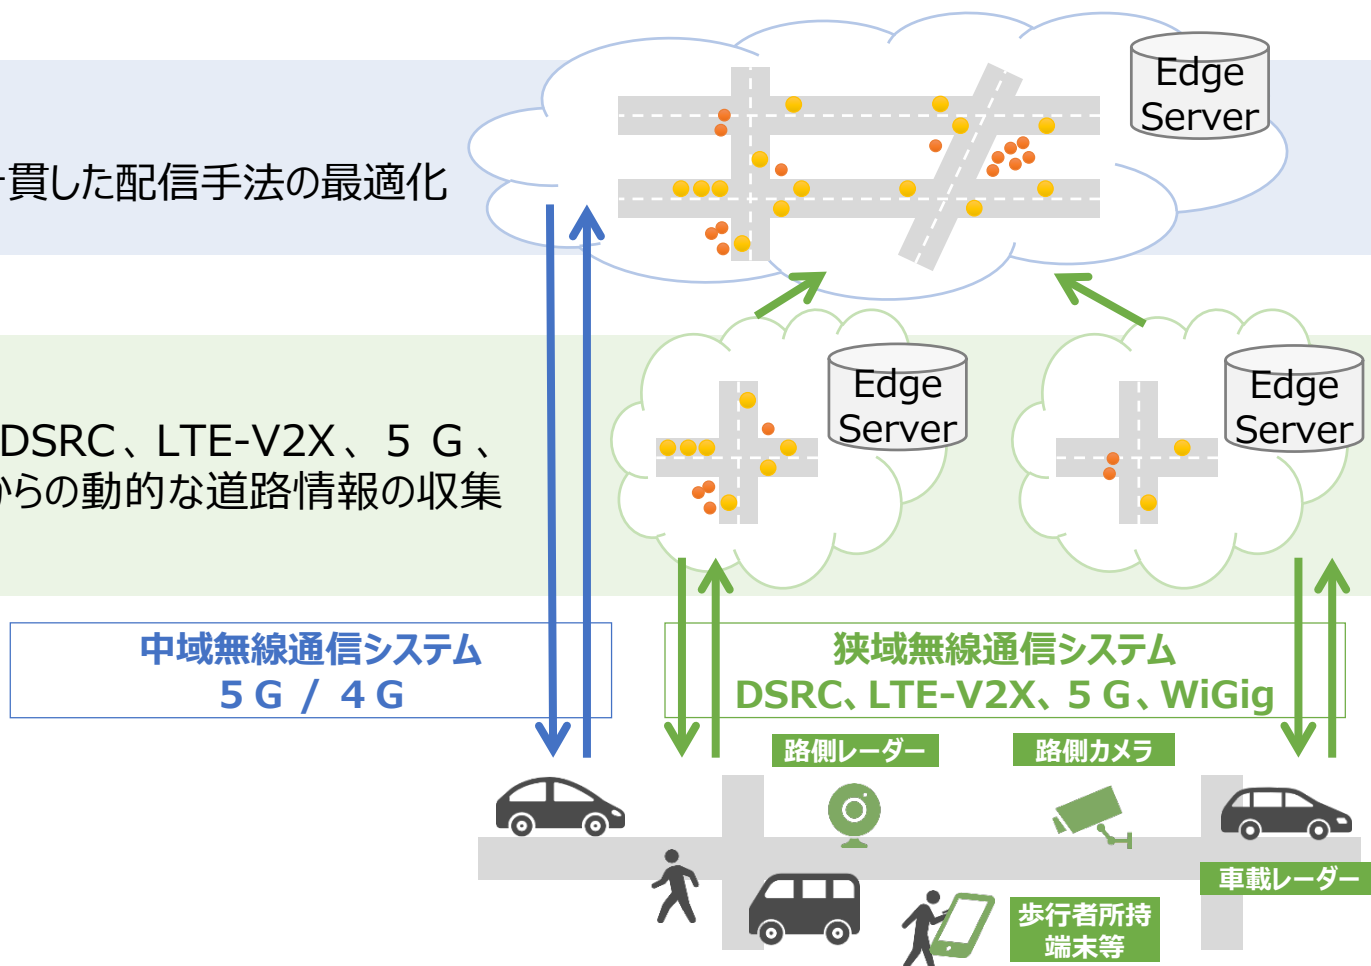 Edge
Server
一貫した配信手法の最適化
Edge
Server
Edge
Server
DSRC、LTE-V2X、５Ｇ、
からの動的な道路情報の収集
中域無線通信システム
５Ｇ / ４Ｇ
狭域無線通信システム
DSRC、LTE-V2X、５Ｇ、WiGig
路側レーダー
路側カメラ
車載レーダー
歩行者所持
端末等